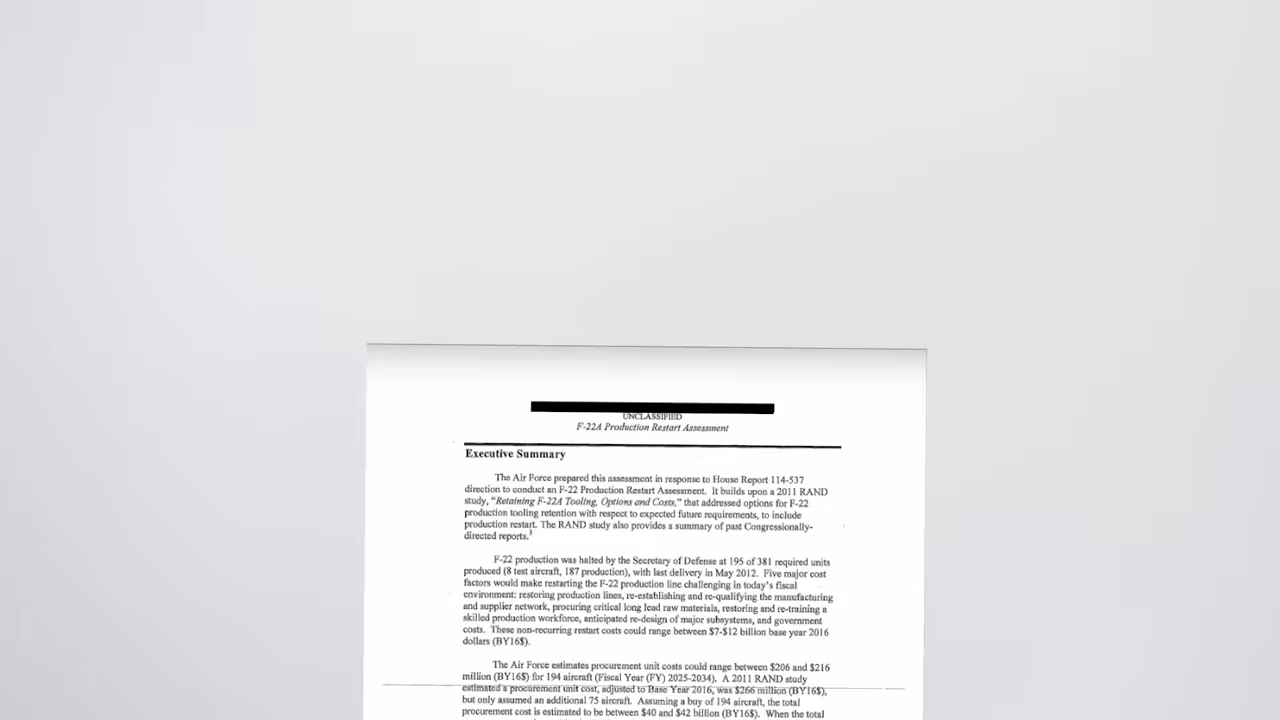 UNCLASSIFIED
F-22A Production Restart Assessment
Executive Summary
The Air Force prepared this assessment in response to House Report 114-537
direction to conduct an F-22 Production Restart Assessment. It builds upon a 2011 RAND
study, "Retaining F-22A Tooling, Options and Costs," that addressed options for F-22
production tooling retention with respect to expected future requirements, to include
production restart. The RAND study also provides a summary of past Congressionally-
directed reports.
F-22 production was halted by the Secretary of Defense at 195 of 381 required units
produced (8 test aircraft, 187 production), with last delivery in May 2012. Five major cost
factors would make restarting the F-22 production line challenging in today's fiscal
environment: restoring production lines, re-establishing and re-qualifying the manufacturing
and supplier network, procuring critical long lead raw materials, restoring and re-training a
skilled production workforce, anticipated re-design of major subsystems, and government
costs. These non-recurring restart costs could range between $7-$12 billion base year 2016
dollars (BY16$).
The Air Force estimates procurement unit costs could range between $206 and $216
million (BY16$) for 194 aircraft (Fiscal Year (FY) 2025-2034). A 2011 RAND study
estimated a procurement unit cost, adjusted to Base Year 2016, was $266 million (BY16$),
but only assumed an additional 75 aircraft. Assuming a buy of 194 aircraft, the total
procurement cost is estimated to be between $40 and $42 billion (BY16$). When the total